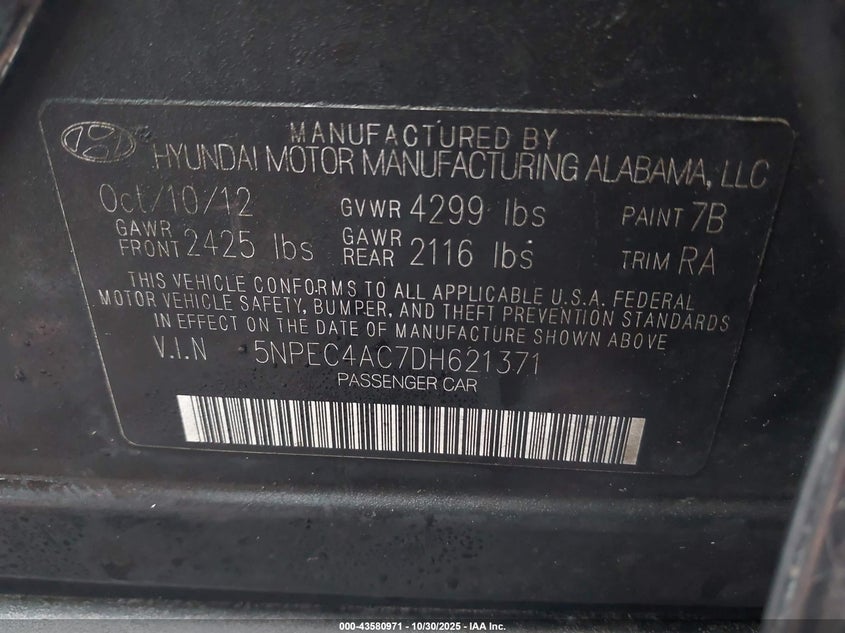 MANUFACTURED BY
HYUNDAI MOTOR MANUFACTURING ALABAMA, LLC
Oct/10/12 GVWR 4299 lbs PAINT 7B
GAWR FRONT 2425 lbs GAWR REAR 2116 lbs TRIM RA
THIS VEHICLE CONFORMS TO ALL APPLICABLE U.S.A. FEDERAL
MOTOR VEHICLE SAFETY, BUMPER, AND THEFT PREVENTION STANDARDS
IN EFFECT ON THE DATE OF MANUFACTURE SHOWN ABOVE
V.I.N 5NPEC4AC7DH621371
PASSENGER CAR
000-43580971 - 10/30/2025 - IAA Inc.